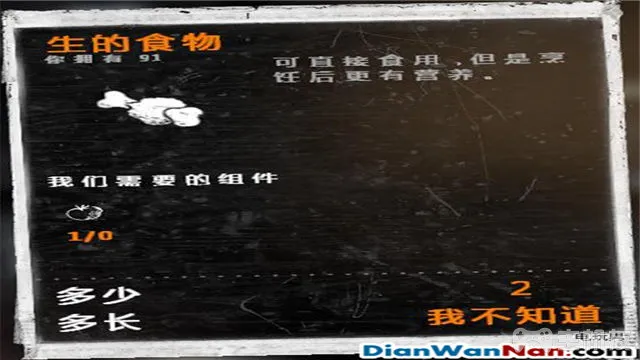 生的食物
你拥有 91
可直接食用,但是烹
饪后更有营养。
我们需要的组件
1/0
多少
2
多长
我不知道
DianWanNan.com